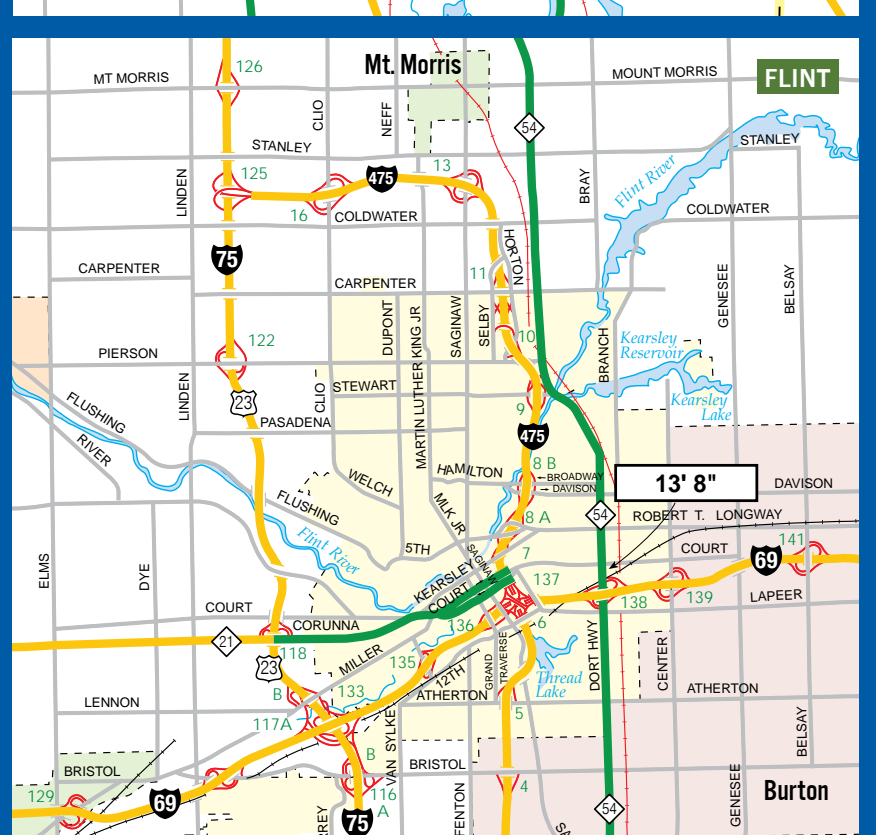 126
Mt. Morris
MT MORRIS
MOUNT MORRIS
FLINT
CLIO
NEFF
54
STANLEY
STANLEY
125
13
475
LINDEN
BRAY
Flint River
16
COLDWATER
COLDWATER
HORTON
75
CARPENTER
11
CARPENTER
GENESEE
BELSAY
DUPONT
MARTIN LUTHER KING JR
SAGINAW
SELBY
10
122
Kearsley
Reservoir
BRANCH
PIERSON
LINDEN
CLIO
STEWART
23
Kearsley
Lake
FLUSHING
9
PASADENA
475
RIVER
HAMILTON
8 B
BROADWAY
DAVISON
13' 8"
DAVISON
WELCH
FLUSHING
MLK JR
8 A
54
ROBERT T. LONGWAY
Flint River
5TH
SAGINAW
7
COURT
141
69
ELMS
DYE
KEARSLEY
COURT
137
138
139
LAPEER
COURT
CORUNNA
136
6
21
118
MILLER
135
12TH
GRAND
TRAVERSE
DORT HWY
CENTER
23
Thread
Lake
B
133
ATHERTON
ATHERTON
LENNON
117A
VAN SYLKE
5
BELSAY
B
BRISTOL
BRISTOL
116
A
4
GENESEE
Burton
129
69
75
FENTON
54